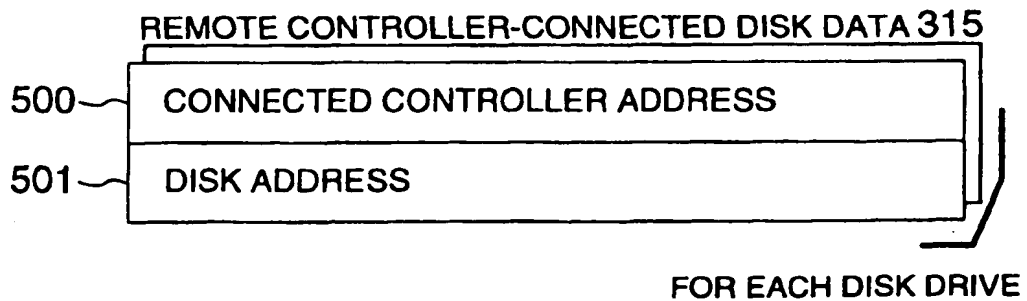 REMOTE CONTROLLER-CONNECTED DISK DATA 315
500 CONNECTED CONTROLLER ADDRESS
501 DISK ADDRESS
FOR EACH DISK DRIVE